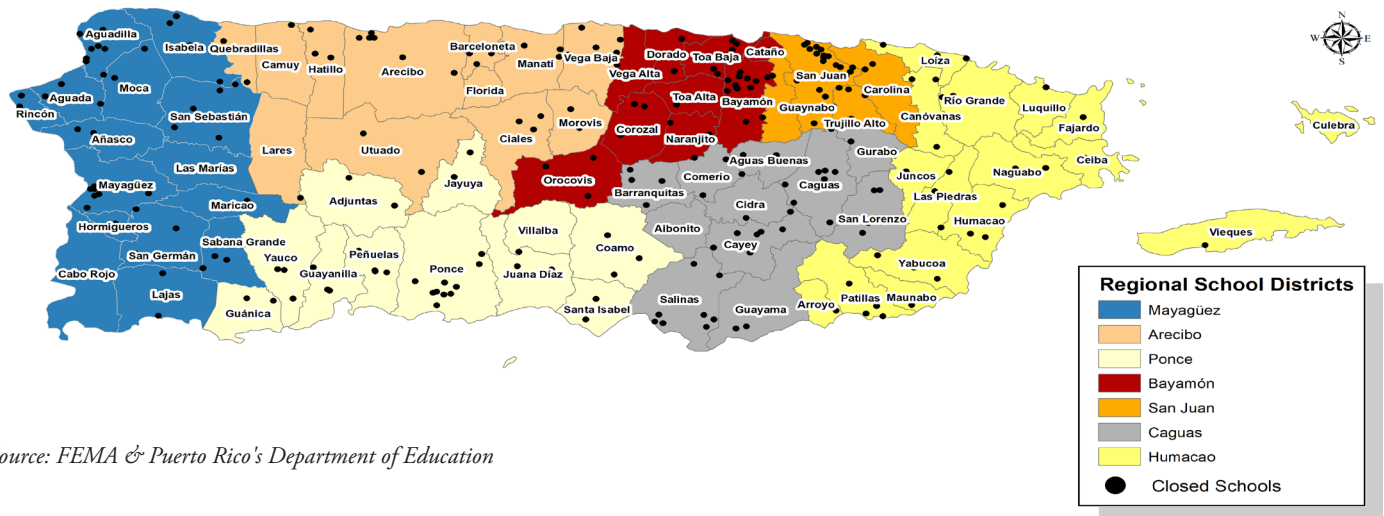 N
W E
S
Aguadilla
Isabela
Quebradillas
Camuy
Hatillo
Arecibo
Barceloneta
Manatí
Vega Baja
Florida
Vega Alta
Dorado
Toa Baja
Cataño
San Juan
Loíza
Carolina
Moca
Aguada
Rincón
San Sebastián
Añasco
Lares
Utuado
Ciales
Morovis
Corozal
Toa Alta
Bayamón
Naranjito
Guaynabo
Trujillo Alto
Canóvanas
Río Grande
Luquillo
Fajardo
Culebra
Ceiba
Las Marías
Mayagüez
Maricao
Adjuntas
Jayuya
Orocovis
Barranquitas
Comerío
Aguas Buenas
Gurabo
Caguas
Juncos
Naguabo
Las Piedras
Humacao
Vieques
Hormigueros
San Germán
Sabana Grande
Cabo Rojo
Lajas
Yauco
Guánica
Guayanilla
Peñuelas
Ponce
Villalba
Juana Díaz
Coamo
Santa Isabel
Aibonito
Cidra
Cayey
San Lorenzo
Salinas
Guayama
Arroyo
Patillas
Maunabo
Yabucoa
Regional School Districts
Mayagüez
Arecibo
Ponce
Bayamón
San Juan
Caguas
Humacao
Closed Schools
ource: FEMA & Puerto Rico's Department of Education